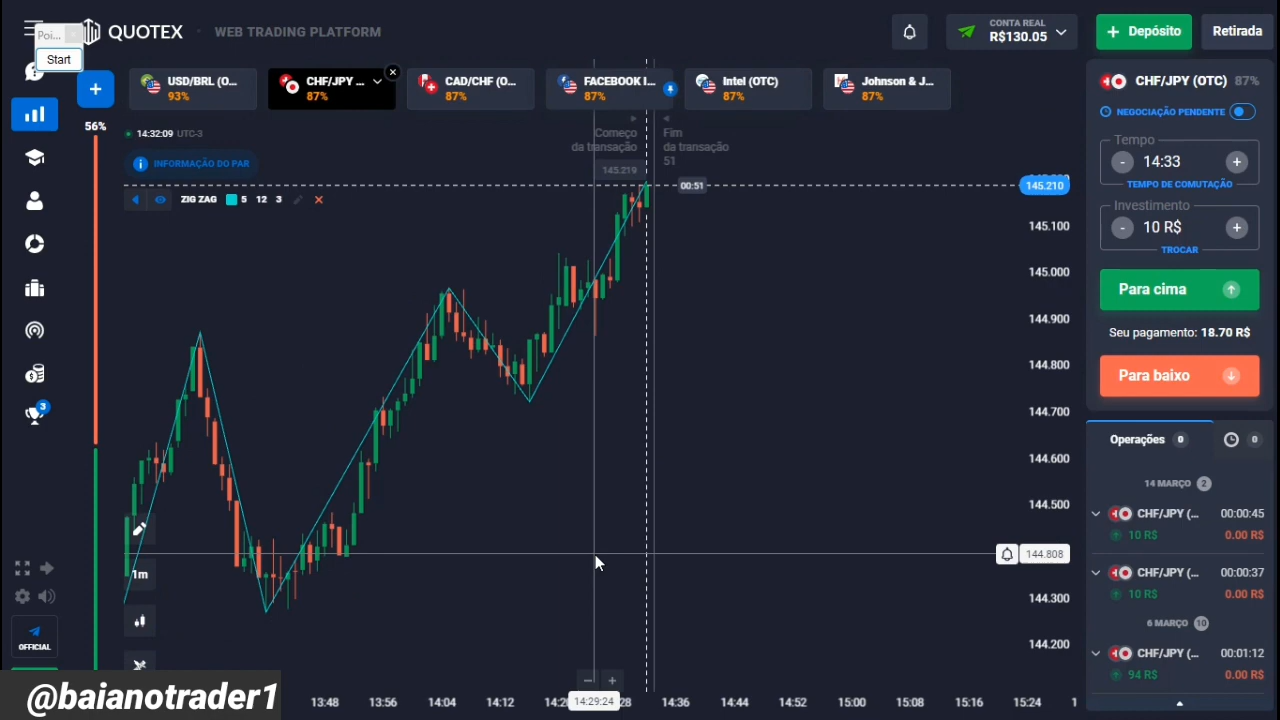 Poi...
Start
QUOTEX
WEB TRADING PLATFORM
CONTA REAL
R$130.05
Depósito
Retirada
USD/BRL (O...
93%
CHF/JPY ...
87%
CAD/CHF (O...
87%
FACEBOOK I...
87%
Intel (OTC)
87%
Johnson & J...
87%
CHF/JPY (OTC) 87%
NEGOCIAÇÃO PENDENTE
Tempo
- 14:33 +
TEMPO DE COMUTAÇÃO
Investimento
- 10 R$ +
TROCAR
Para cima
Seu pagamento: 18.70 R$
Para baixo
Operações 0
0
14 MARÇO 2
CHF/JPY (... 00:00:45
10 R$ 0.00 R$
CHF/JPY (... 00:00:37
10 R$ 0.00 R$
6 MARÇO 10
CHF/JPY (... 00:01:12
94 R$ 0.00 R$
56%
14:32:09 UTC-3
INFORMAÇÃO DO PAR
ZIG ZAG 5 12 3
Começo
da transação
Fim
da transação
51
145.219
00:51
145.210
145.100
145.000
144.900
144.800
144.700
144.600
144.500
144.808
144.300
144.200
1m
3
OFFICIAL
13:48 13:56 14:04 14:12 14:29:24 14:36 14:44 14:52 15:00 15:08 15:16 15:24
@baianotrader1